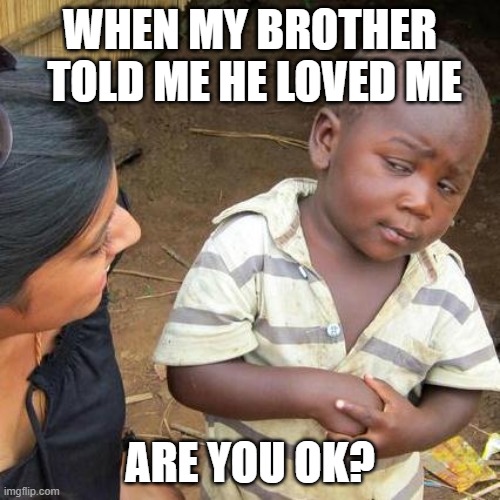 WHEN MY BROTHER
TOLD ME HE LOVED ME
ARE YOU OK?
imgflip.com